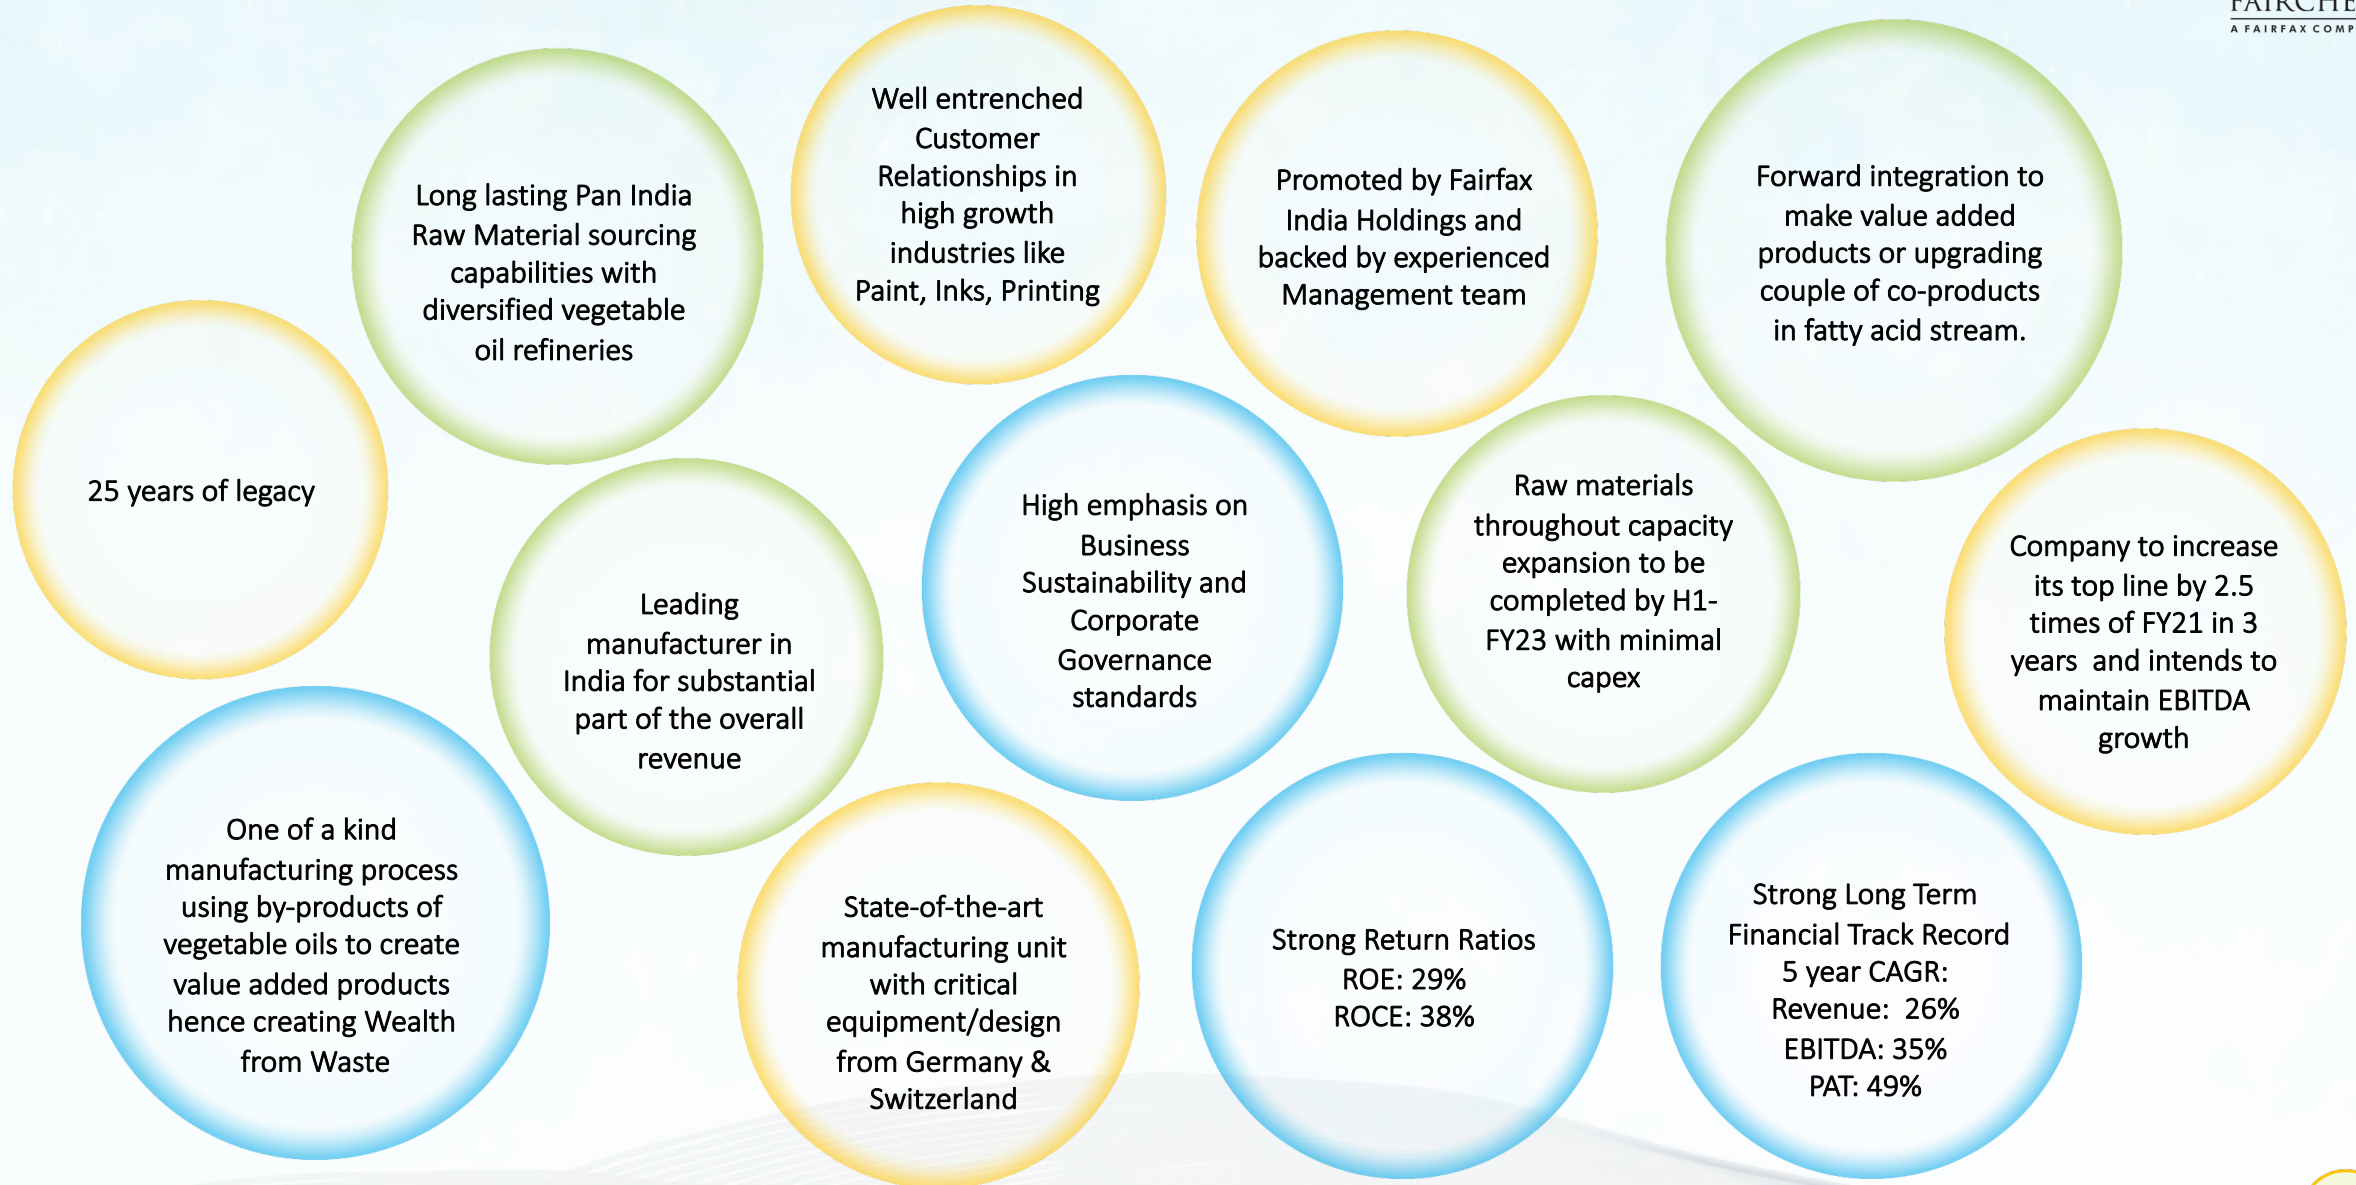 FAIRCHE
A FAIRFAX COMP
Well entrenched
Customer
Relationships in
high growth
industries like
Paint, Inks, Printing
Long lasting Pan India
Raw Material sourcing
capabilities with
diversified vegetable
oil refineries
Promoted by Fairfax
India Holdings and
backed by experienced
Management team
Forward integration to
make value added
products or upgrading
couple of co-products
in fatty acid stream.
25 years of legacy
Leading
manufacturer in
India for substantial
part of the overall
revenue
High emphasis on
Business
Sustainability and
Corporate
Governance
standards
Raw materials
throughout capacity
expansion to be
completed by H1-
FY23 with minimal
capex
Company to increase
its top line by 2.5
times of FY21 in 3
years  and intends to
maintain EBITDA
growth
One of a kind
manufacturing process
using by-products of
vegetable oils to create
value added products
hence creating Wealth
from Waste
State-of-the-art
manufacturing unit
with critical
equipment/design
from Germany &
Switzerland
Strong Return Ratios
ROE: 29%
ROCE: 38%
Strong Long Term
Financial Track Record
5 year CAGR:
Revenue:  26%
EBITDA: 35%
PAT: 49%